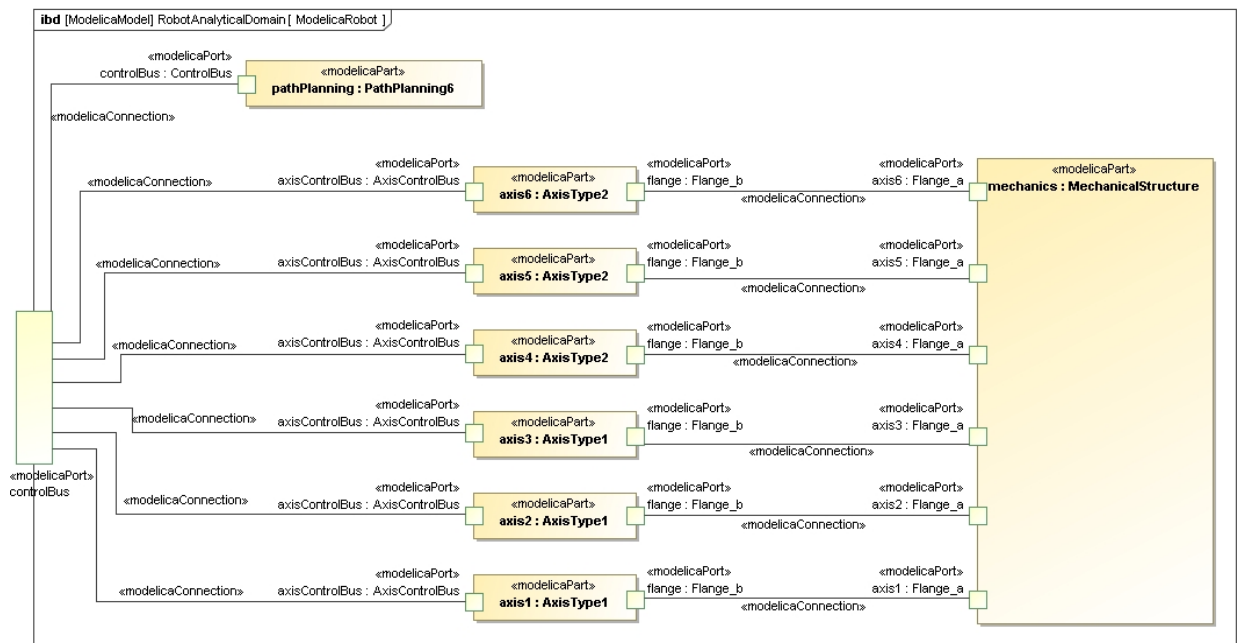 ibd [ModelicaModel] RobotAnalyticalDomain [ ModelicaRobot ]
«modelicaPort»
controlBus : ControlBus
«modelicaPart»
pathPlanning : PathPlanning6
«modelicaConnection»
«modelicaPort»
axisControlBus : AxisControlBus
«modelicaConnection»
«modelicaPart»
axis6 : AxisType2
«modelicaPort»
flange : Flange_b
«modelicaConnection»
«modelicaPort»
axis6 : Flange_a
«modelicaPart»
mechanics : MechanicalStructure
«modelicaConnection»
«modelicaPort»
axisControlBus : AxisControlBus
«modelicaPart»
axis5 : AxisType2
«modelicaPort»
flange : Flange_b
«modelicaConnection»
«modelicaPort»
axis5 : Flange_a
«modelicaConnection»
«modelicaPort»
axisControlBus : AxisControlBus
«modelicaPart»
axis4 : AxisType2
«modelicaPort»
flange : Flange_b
«modelicaConnection»
«modelicaPort»
axis4 : Flange_a
«modelicaConnection»
«modelicaPort»
axisControlBus : AxisControlBus
«modelicaPart»
axis3 : AxisType1
«modelicaPort»
flange : Flange_b
«modelicaConnection»
«modelicaPort»
axis3 : Flange_a
«modelicaPort»
controlBus
«modelicaConnection»
«modelicaPort»
axisControlBus : AxisControlBus
«modelicaPart»
axis2 : AxisType1
«modelicaPort»
flange : Flange_b
«modelicaConnection»
«modelicaPort»
axis2 : Flange_a
«modelicaConnection»
«modelicaPort»
axisControlBus : AxisControlBus
«modelicaPart»
axis1 : AxisType1
«modelicaPort»
flange : Flange_b
«modelicaConnection»
«modelicaPort»
axis1 : Flange_a